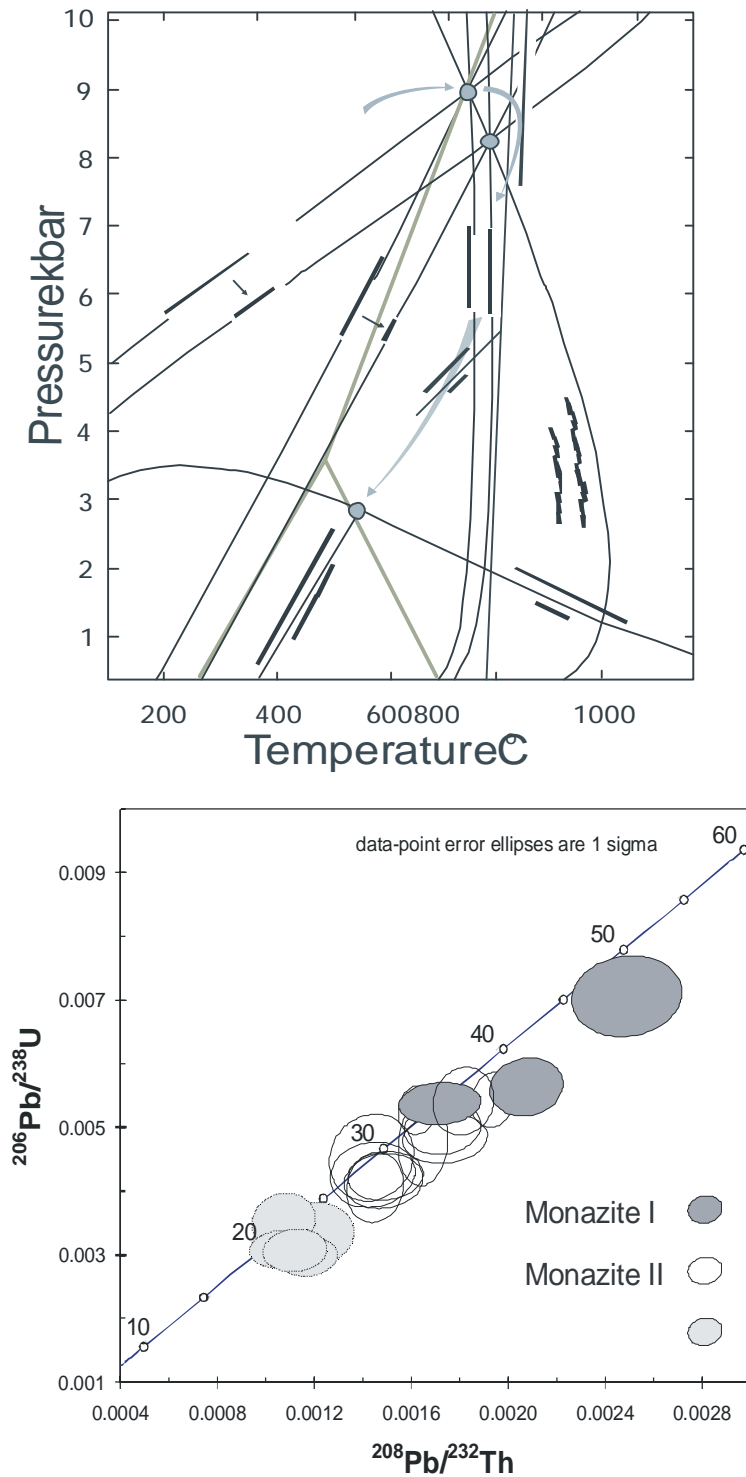 10
9
8
7
6
5
4
3
2
1
Pressurekbar
200 400 600800 1000
Temperature°C
data-point error ellipses are 1 sigma
60
50
40
30
20
10
0.009
0.007
0.005
0.003
0.001
206Pb/238U
Monazite I
Monazite II
0.0004 0.0008 0.0012 0.0016 0.0020 0.0024 0.0028
208Pb/232Th